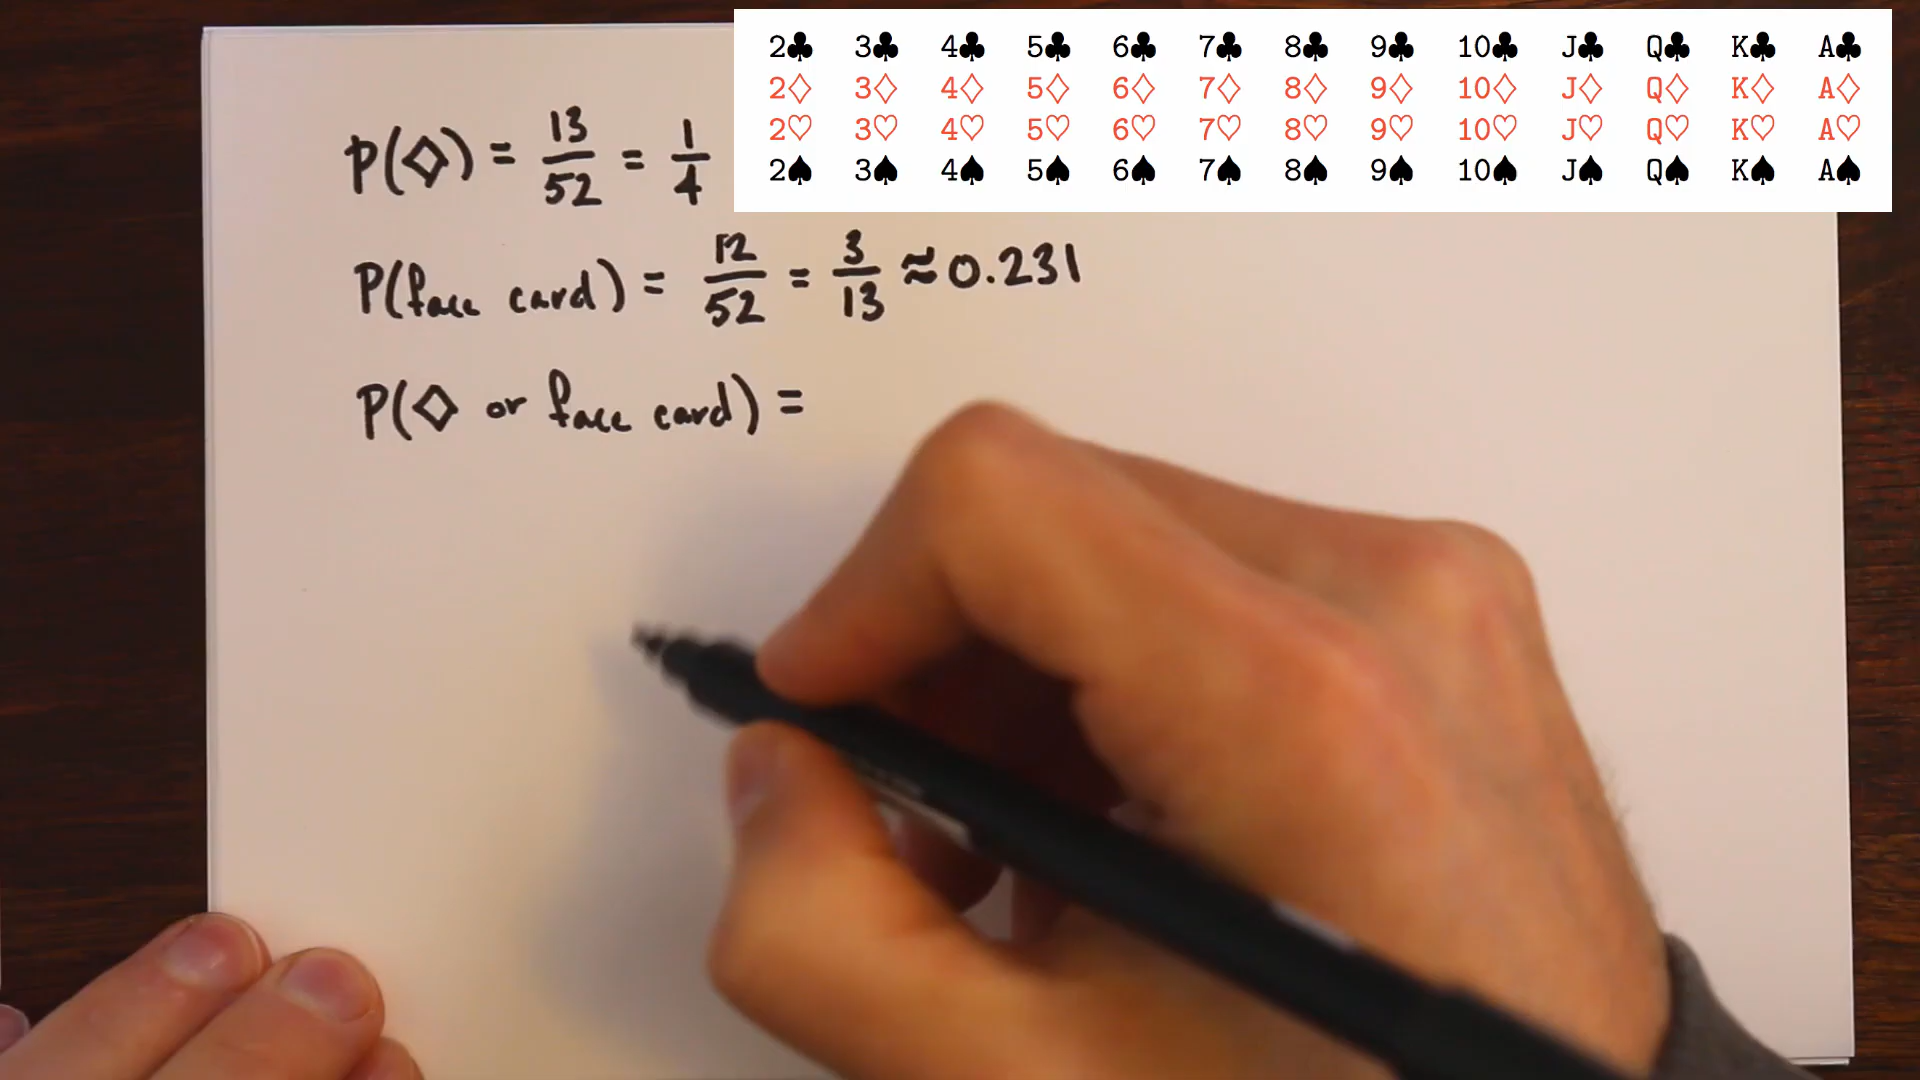 2♣ 3♣ 4♣ 5♣ 6♣ 7♣ 8♣ 9♣ 10♣ J♣ Q♣ K♣ A♣
2♢ 3♢ 4♢ 5♢ 6♢ 7♢ 8♢ 9♢ 10♢ J♢ Q♢ K♢ A♢
2♡ 3♡ 4♡ 5♡ 6♡ 7♡ 8♡ 9♡ 10♡ J♡ Q♡ K♡ A♡
2♠ 3♠ 4♠ 5♠ 6♠ 7♠ 8♠ 9♠ 10♠ J♠ Q♠ K♠ A♠
P(◇) = 13/52 = 1/4
P(face card) = 12/52 = 3/13 ≈ 0.231
P(◇ or face card) =